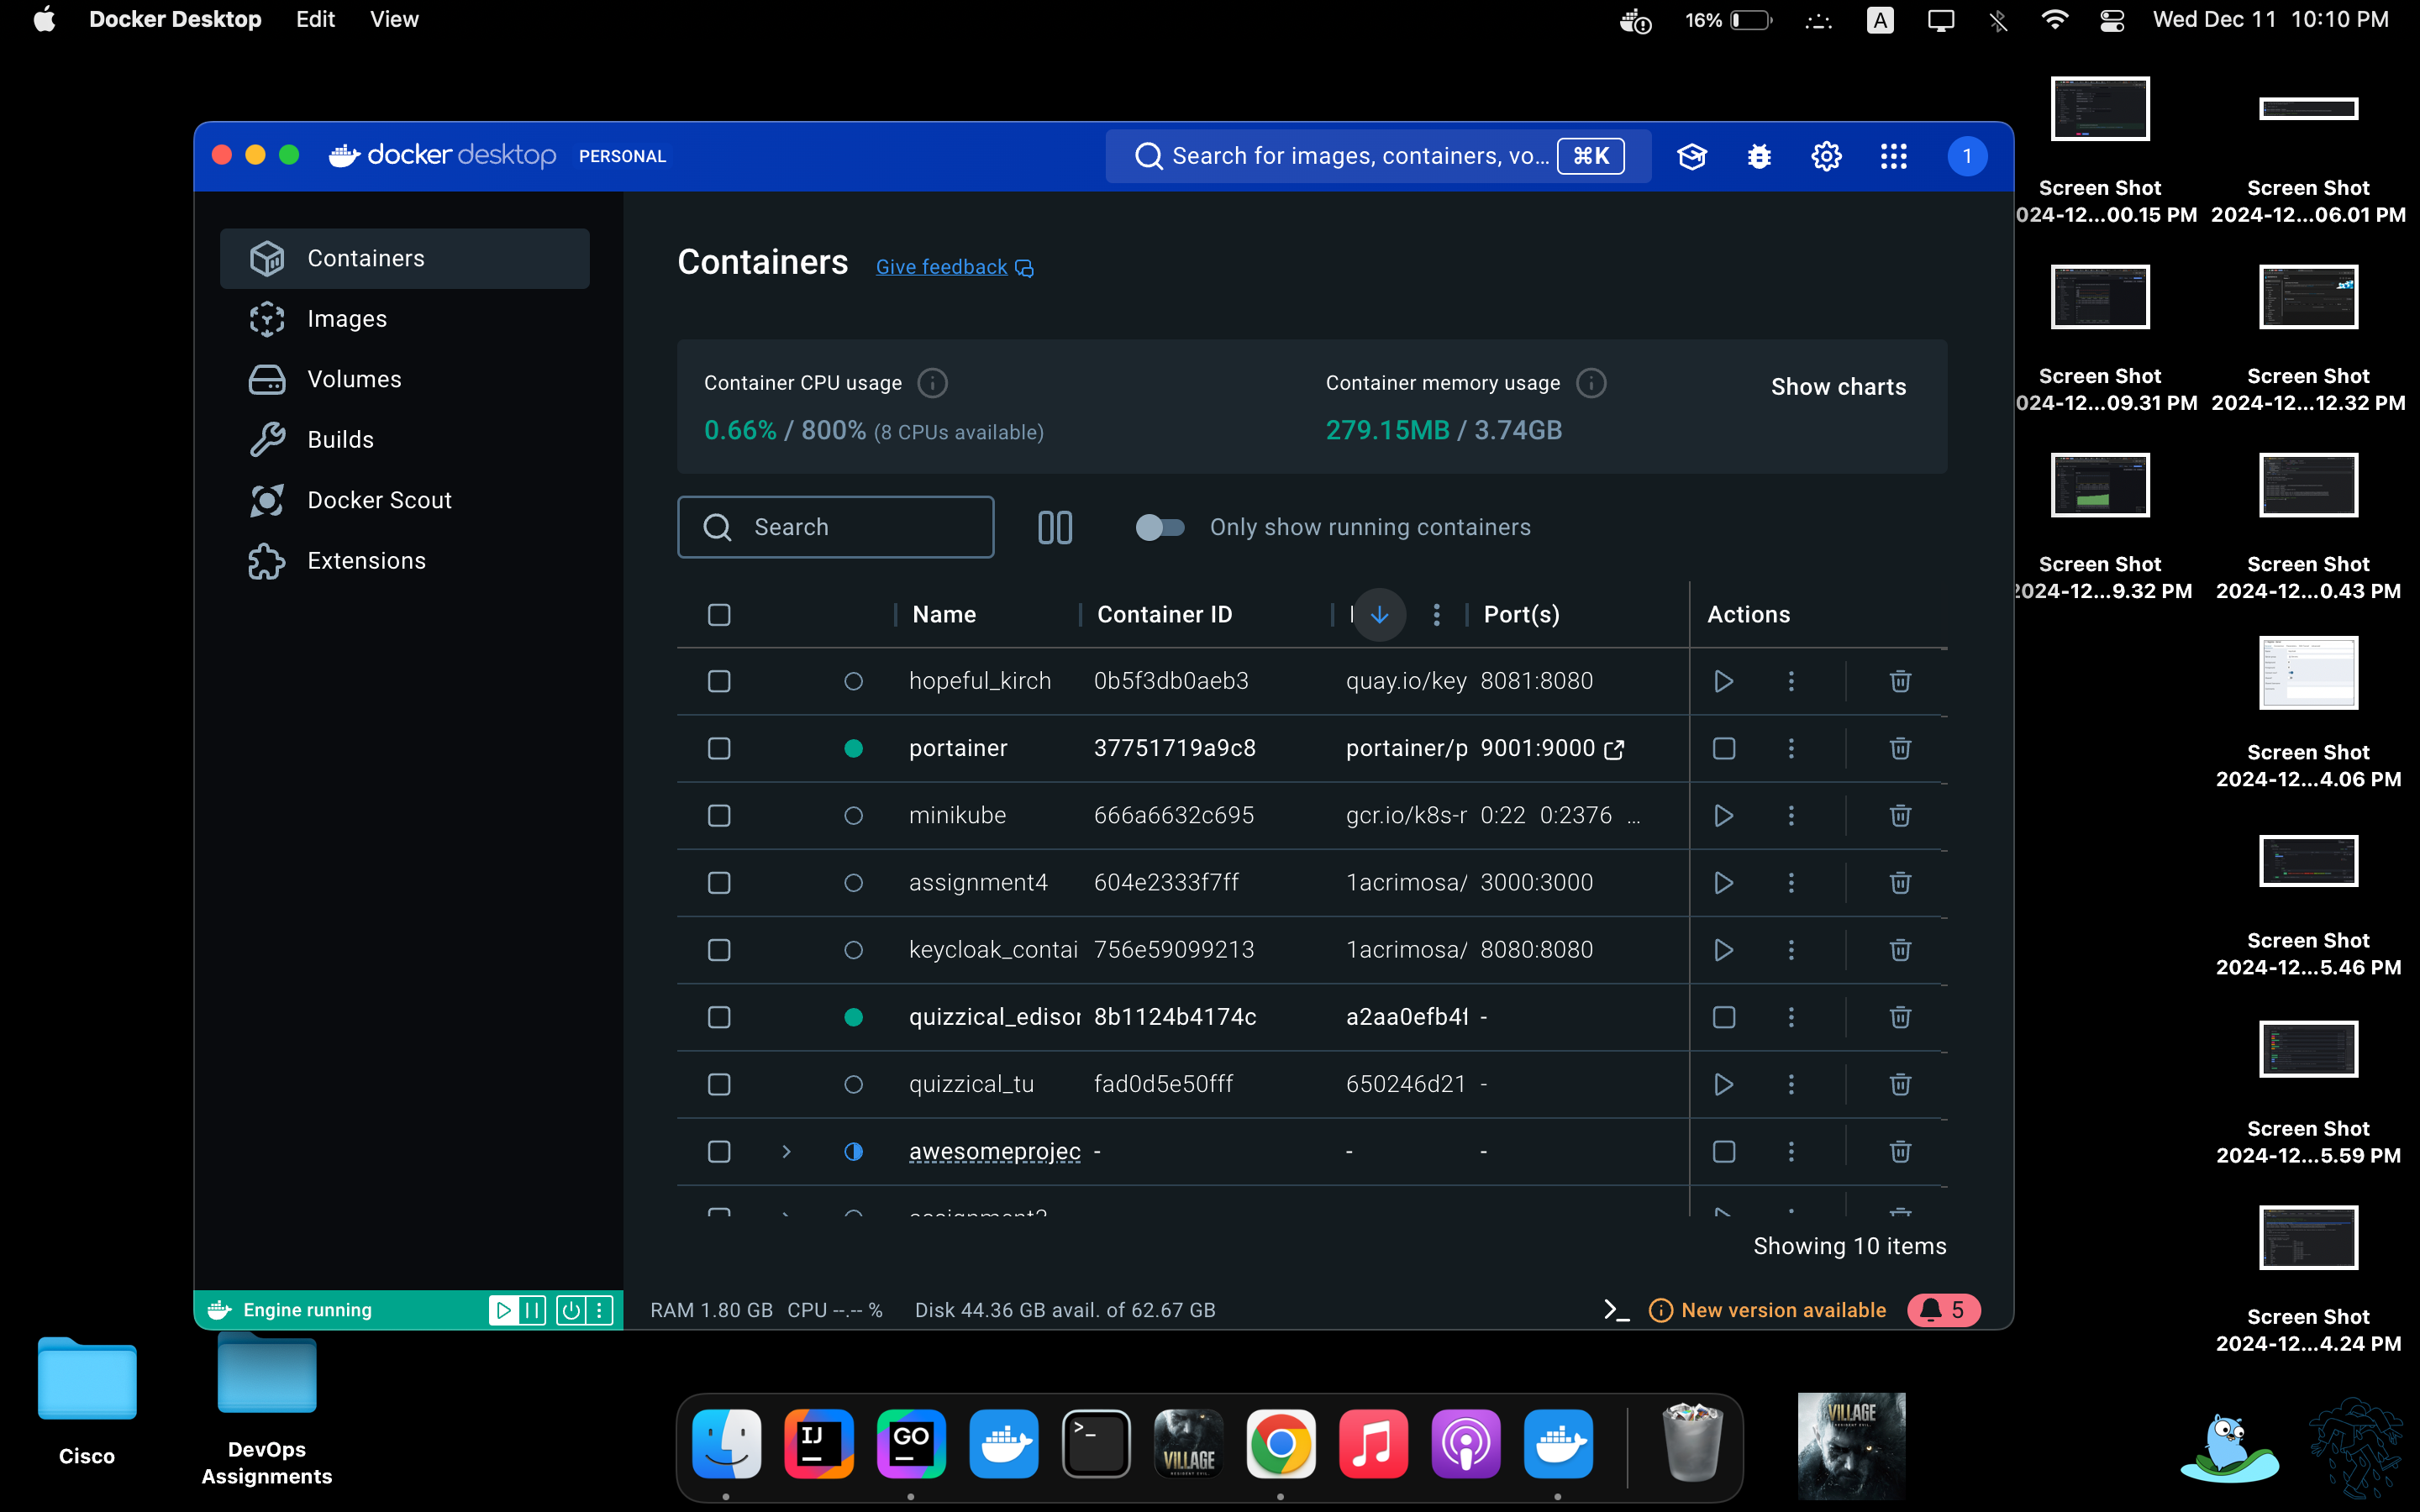 Docker Desktop Edit View
16%
A
Wed Dec 11 10:10 PM
docker desktop PERSONAL
Search for images, containers, vo... ⌘K
1
Containers
Images
Volumes
Builds
Docker Scout
Extensions
Containers Give feedback
Container CPU usage
0.66% / 800% (8 CPUs available)
Container memory usage
279.15MB / 3.74GB
Show charts
Search
Only show running containers
Name Container ID Port(s) Actions
hopeful_kirch 0b5f3db0aeb3 quay.io/key 8081:8080
portainer 37751719a9c8 portainer/p 9001:9000
minikube 666a6632c695 gcr.io/k8s-r 0:22 0:2376 ...
assignment4 604e2333f7ff 1acrimosa/ 3000:3000
keycloak_contai 756e59099213 1acrimosa/ 8080:8080
quizzical_edisor 8b1124b4174c a2aa0efb4f -
quizzical_tu fad0d5e50fff 650246d21 -
awesomeprojec - - -
Showing 10 items
Engine running
RAM 1.80 GB CPU --.-- % Disk 44.36 GB avail. of 62.67 GB
New version available
5
Screen Shot
024-12...00.15 PM
Screen Shot
2024-12...06.01 PM
Screen Shot
024-12...09.31 PM
Screen Shot
2024-12...12.32 PM
Screen Shot
2024-12...9.32 PM
Screen Shot
2024-12...0.43 PM
Screen Shot
2024-12...4.06 PM
Screen Shot
2024-12...5.46 PM
Screen Shot
2024-12...5.59 PM
Screen Shot
2024-12...4.24 PM
Cisco
DevOps
Assignments
IJ
GO
>_
VILLAGE
RESIDENT EVIL
VILLAGE
RESIDENT EVIL